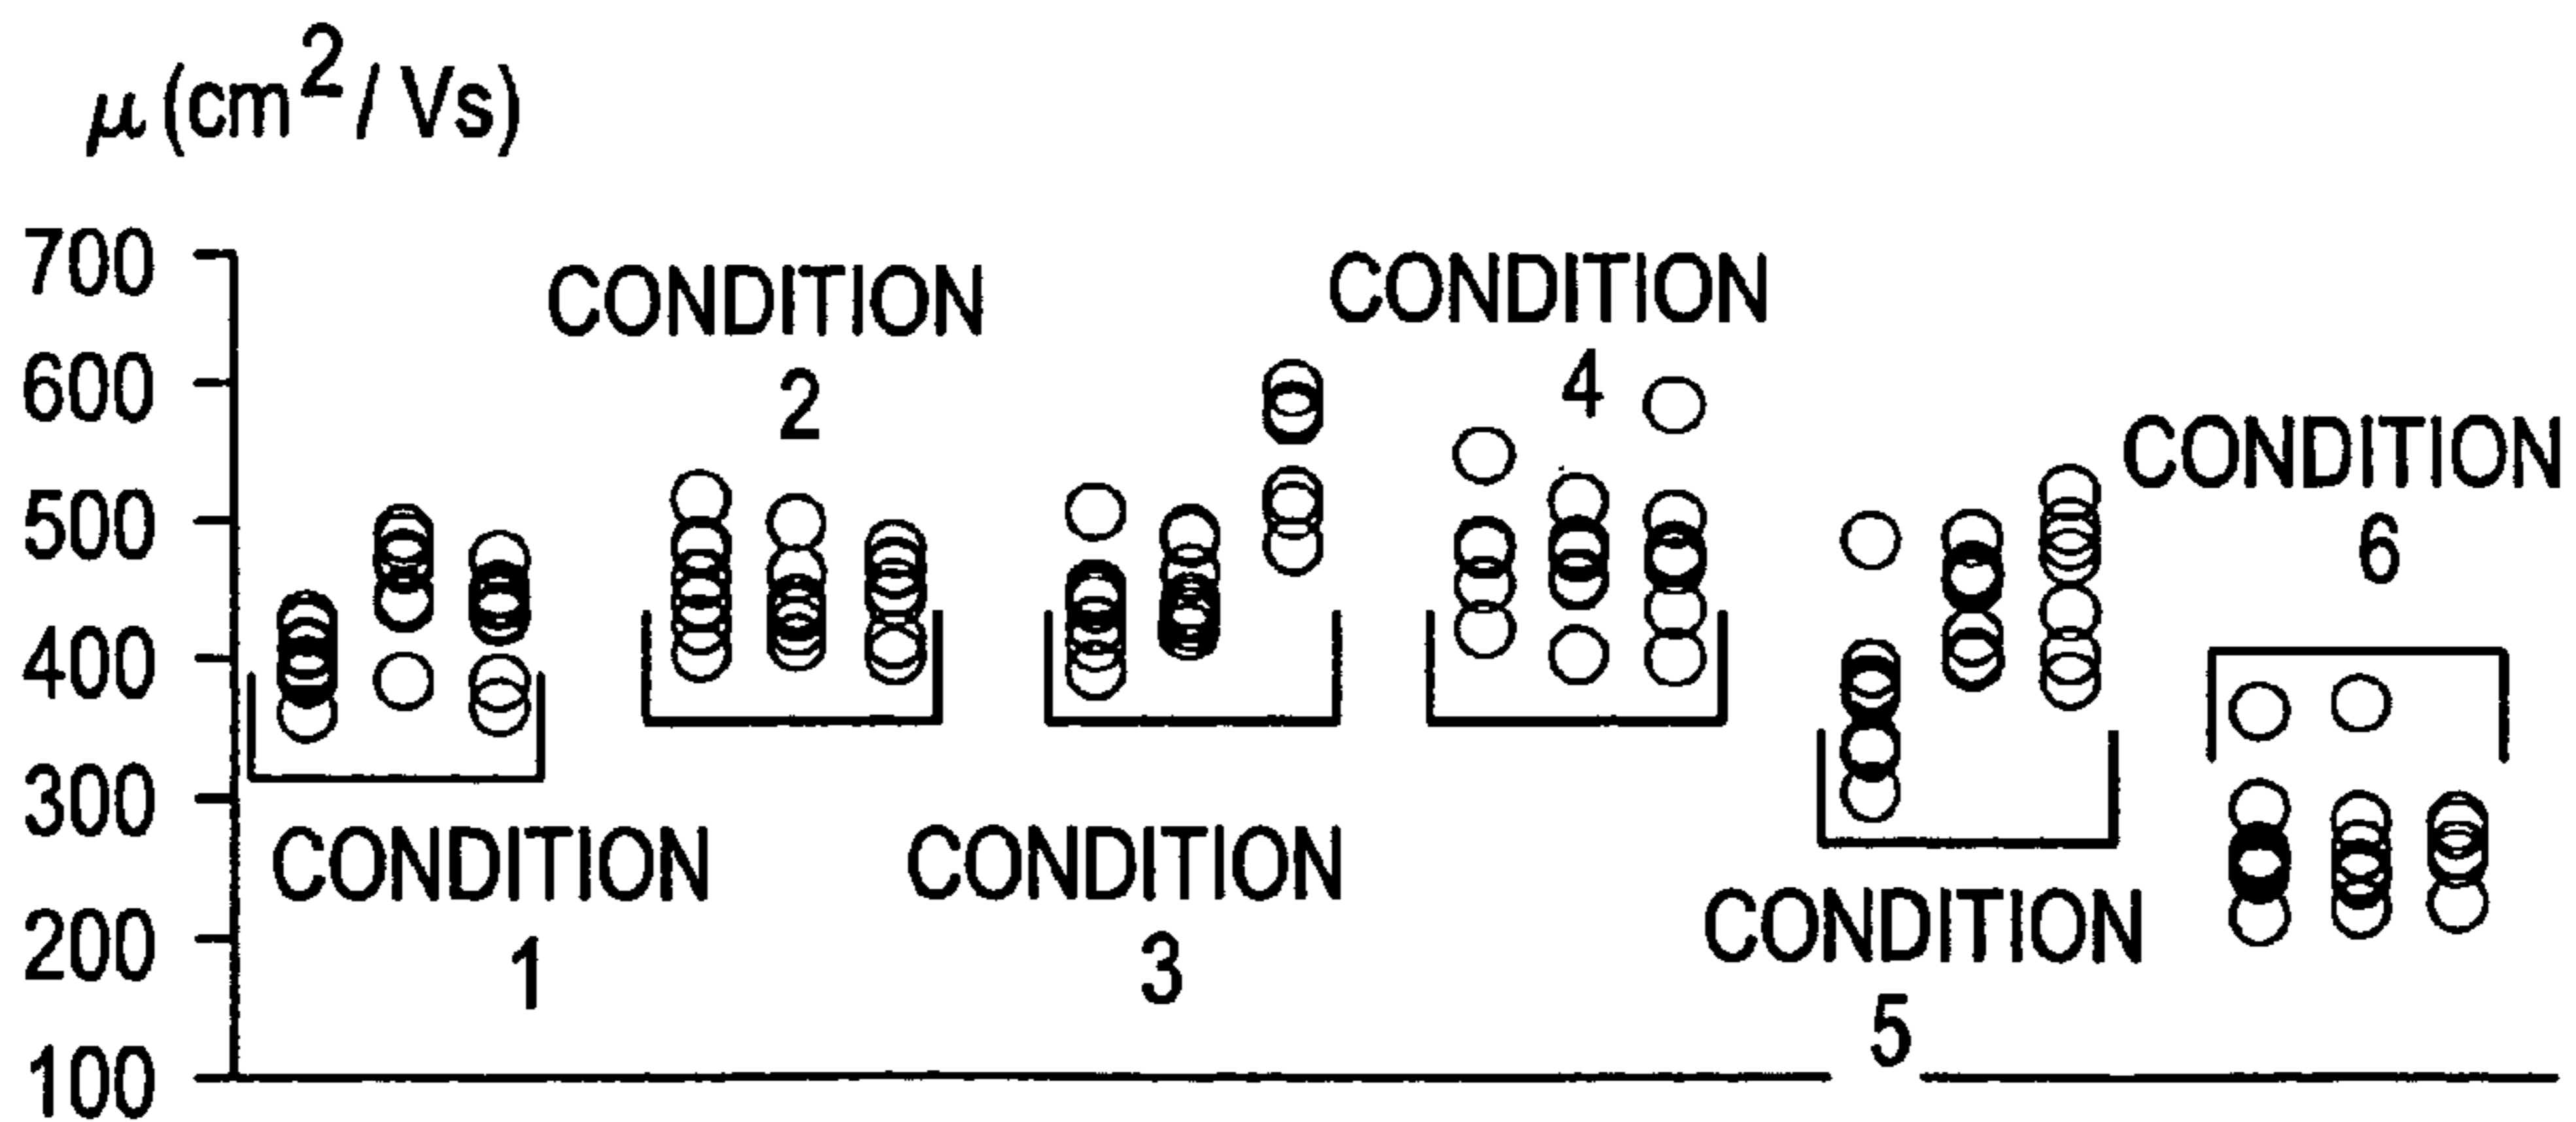 μ (cm²/Vs)
700
600
500
400
300
200
100
CONDITION
1
CONDITION
2
CONDITION
3
CONDITION
4
CONDITION
5
CONDITION
6